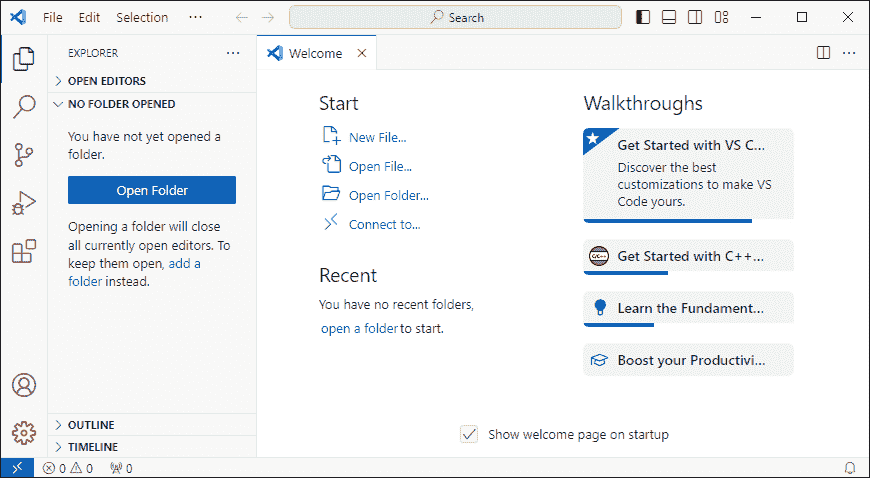 File Edit Selection ···
Search
EXPLORER ···
OPEN EDITORS
NO FOLDER OPENED
You have not yet opened a
folder.
Open Folder
Opening a folder will close
all currently open editors. To
keep them open, add a
folder instead.
OUTLINE
TIMELINE
Welcome
Start
New File...
Open File...
Open Folder...
Connect to...
Recent
You have no recent folders,
open a folder to start.
Walkthroughs
Get Started with VS C...
Discover the best
customizations to make VS
Code yours.
C/C++
Get Started with C++...
Learn the Fundament...
Boost your Productivi...
Show welcome page on startup
0 0 0